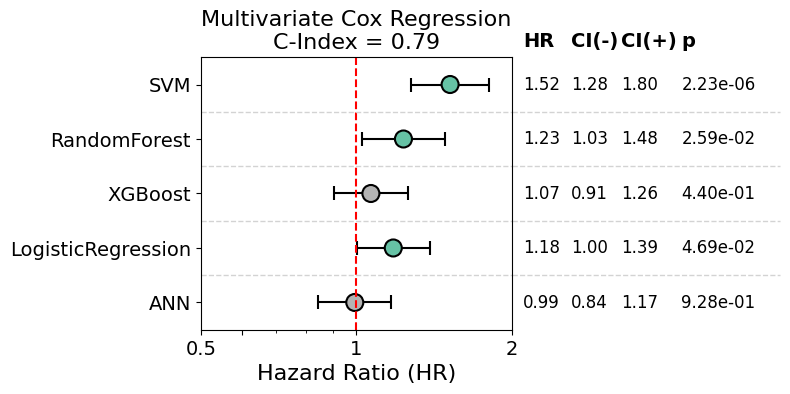 Multivariate Cox Regression
C-Index = 0.79
HR CI(-) CI(+) p
SVM 1.52 1.28 1.80 2.23e-06
RandomForest 1.23 1.03 1.48 2.59e-02
XGBoost 1.07 0.91 1.26 4.40e-01
LogisticRegression 1.18 1.00 1.39 4.69e-02
ANN 0.99 0.84 1.17 9.28e-01
0.5 1 2
Hazard Ratio (HR)